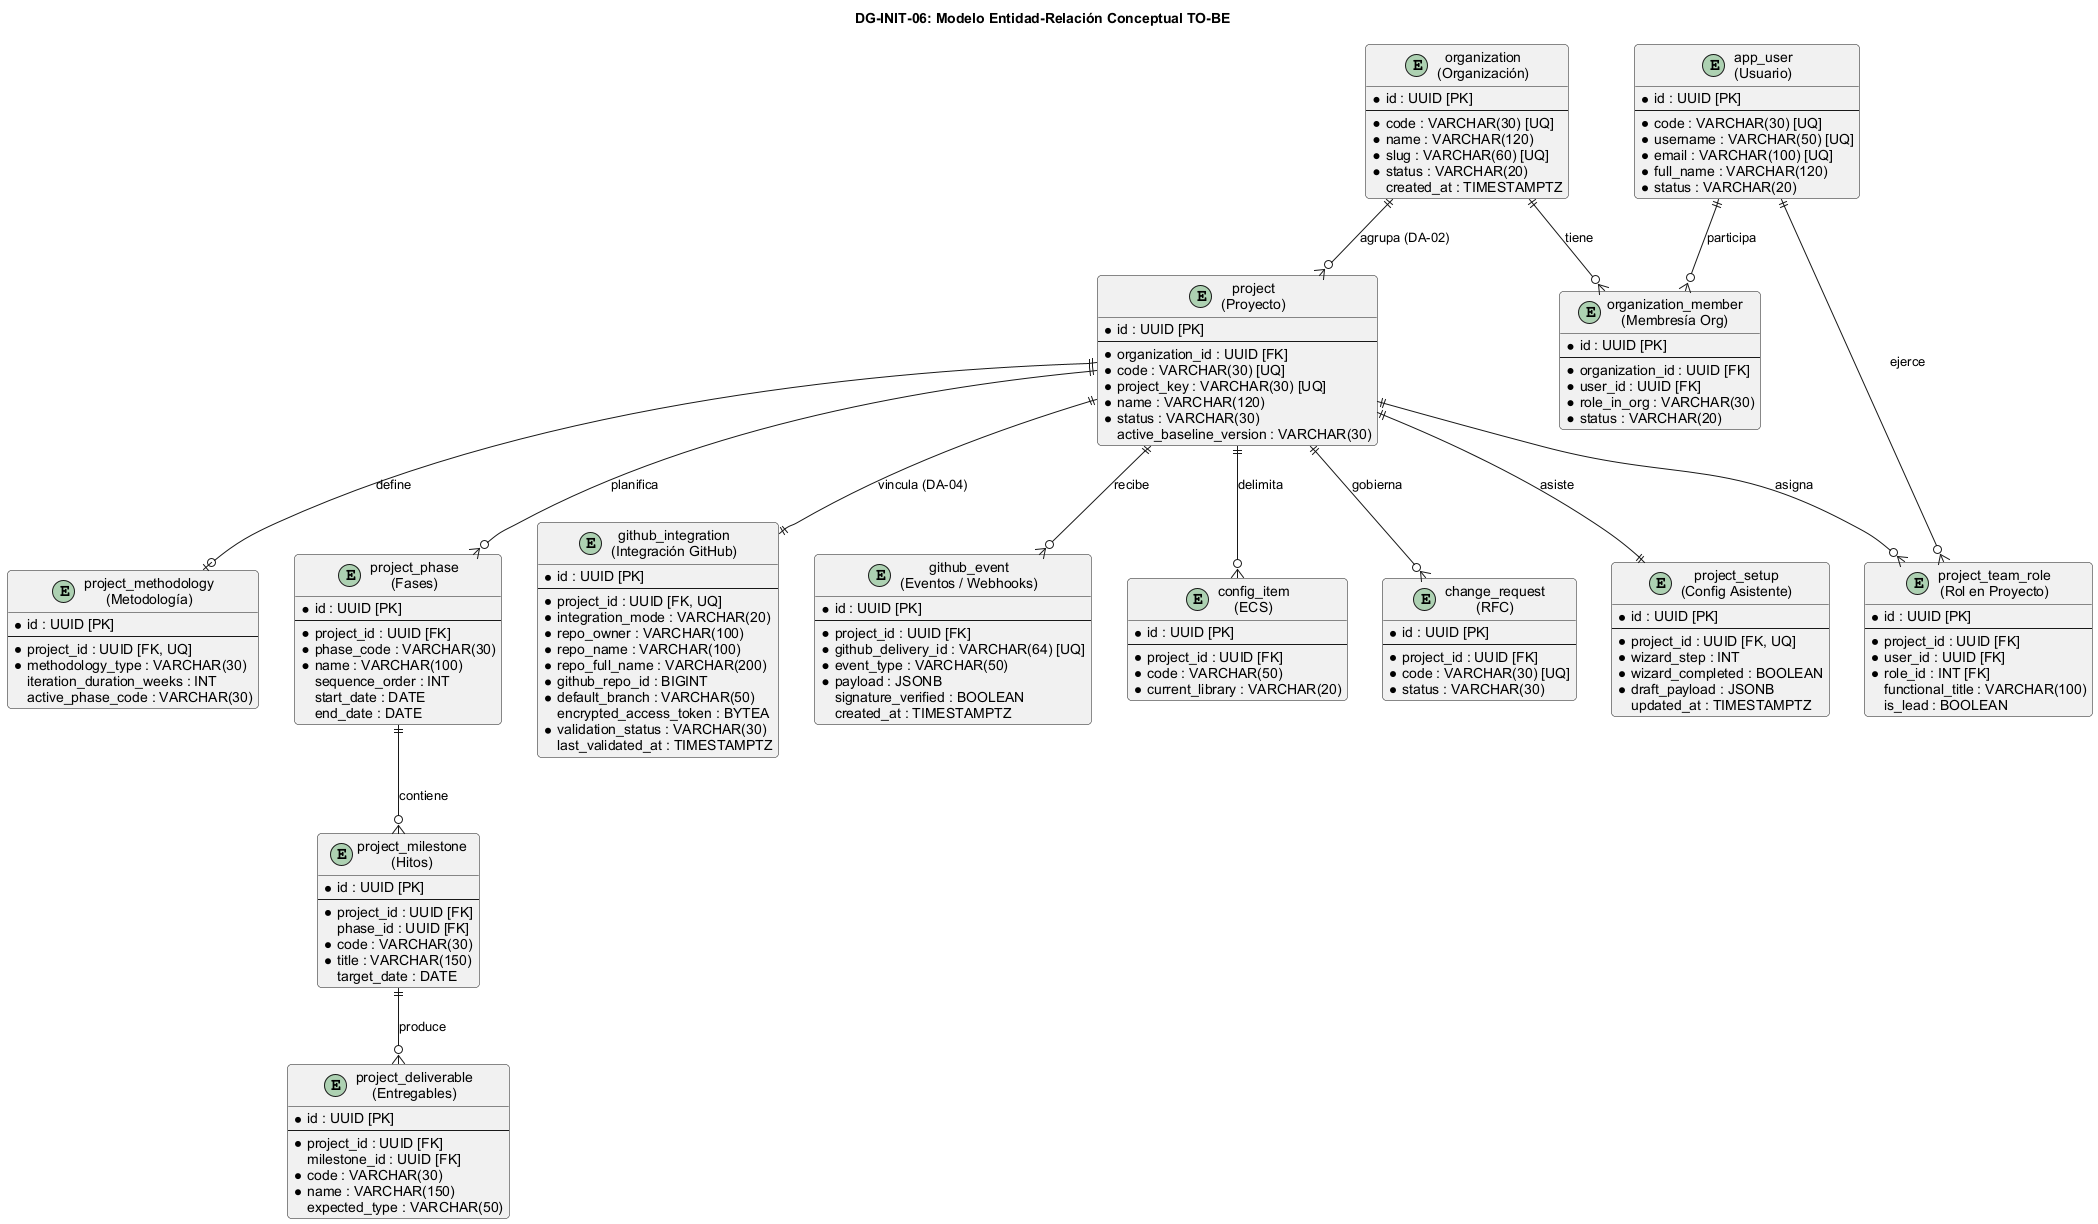 DG-INIT-06: Modelo Entidad-Relación Conceptual TO-BE
E
organization
(Organización)
* id : UUID [PK]
* code : VARCHAR(30) [UQ]
* name : VARCHAR(120)
* slug : VARCHAR(60) [UQ]
* status : VARCHAR(20)
created_at : TIMESTAMPTZ
E
app_user
(Usuario)
* id : UUID [PK]
* code : VARCHAR(30) [UQ]
* username : VARCHAR(50) [UQ]
* email : VARCHAR(100) [UQ]
* full_name : VARCHAR(120)
* status : VARCHAR(20)
agrupa (DA-02)
tiene
participa
ejerce
E
project
(Proyecto)
* id : UUID [PK]
* organization_id : UUID [FK]
* code : VARCHAR(30) [UQ]
* project_key : VARCHAR(30) [UQ]
* name : VARCHAR(120)
* status : VARCHAR(30)
active_baseline_version : VARCHAR(30)
E
organization_member
(Membresía Org)
* id : UUID [PK]
* organization_id : UUID [FK]
* user_id : UUID [FK]
* role_in_org : VARCHAR(30)
* status : VARCHAR(20)
define
planifica
vincula (DA-04)
recibe
delimita
gobierna
asiste
asigna
E
project_methodology
(Metodología)
* id : UUID [PK]
* project_id : UUID [FK, UQ]
* methodology_type : VARCHAR(30)
iteration_duration_weeks : INT
active_phase_code : VARCHAR(30)
E
project_phase
(Fases)
* id : UUID [PK]
* project_id : UUID [FK]
* phase_code : VARCHAR(30)
* name : VARCHAR(100)
sequence_order : INT
start_date : DATE
end_date : DATE
E
github_integration
(Integración GitHub)
* id : UUID [PK]
* project_id : UUID [FK, UQ]
* integration_mode : VARCHAR(20)
* repo_owner : VARCHAR(100)
* repo_name : VARCHAR(100)
* repo_full_name : VARCHAR(200)
* github_repo_id : BIGINT
* default_branch : VARCHAR(50)
encrypted_access_token : BYTEA
* validation_status : VARCHAR(30)
last_validated_at : TIMESTAMPTZ
E
github_event
(Eventos / Webhooks)
* id : UUID [PK]
* project_id : UUID [FK]
* github_delivery_id : VARCHAR(64) [UQ]
* event_type : VARCHAR(50)
* payload : JSONB
signature_verified : BOOLEAN
created_at : TIMESTAMPTZ
E
config_item
(ECS)
* id : UUID [PK]
* project_id : UUID [FK]
* code : VARCHAR(50)
* current_library : VARCHAR(20)
E
change_request
(RFC)
* id : UUID [PK]
* project_id : UUID [FK]
* code : VARCHAR(30) [UQ]
* status : VARCHAR(30)
E
project_setup
(Config Asistente)
* id : UUID [PK]
* project_id : UUID [FK, UQ]
* wizard_step : INT
* wizard_completed : BOOLEAN
* draft_payload : JSONB
updated_at : TIMESTAMPTZ
E
project_team_role
(Rol en Proyecto)
* id : UUID [PK]
* project_id : UUID [FK]
* user_id : UUID [FK]
* role_id : INT [FK]
functional_title : VARCHAR(100)
is_lead : BOOLEAN
contiene
E
project_milestone
(Hitos)
* id : UUID [PK]
* project_id : UUID [FK]
phase_id : UUID [FK]
* code : VARCHAR(30)
* title : VARCHAR(150)
target_date : DATE
produce
E
project_deliverable
(Entregables)
* id : UUID [PK]
* project_id : UUID [FK]
milestone_id : UUID [FK]
* code : VARCHAR(30)
* name : VARCHAR(150)
expected_type : VARCHAR(50)